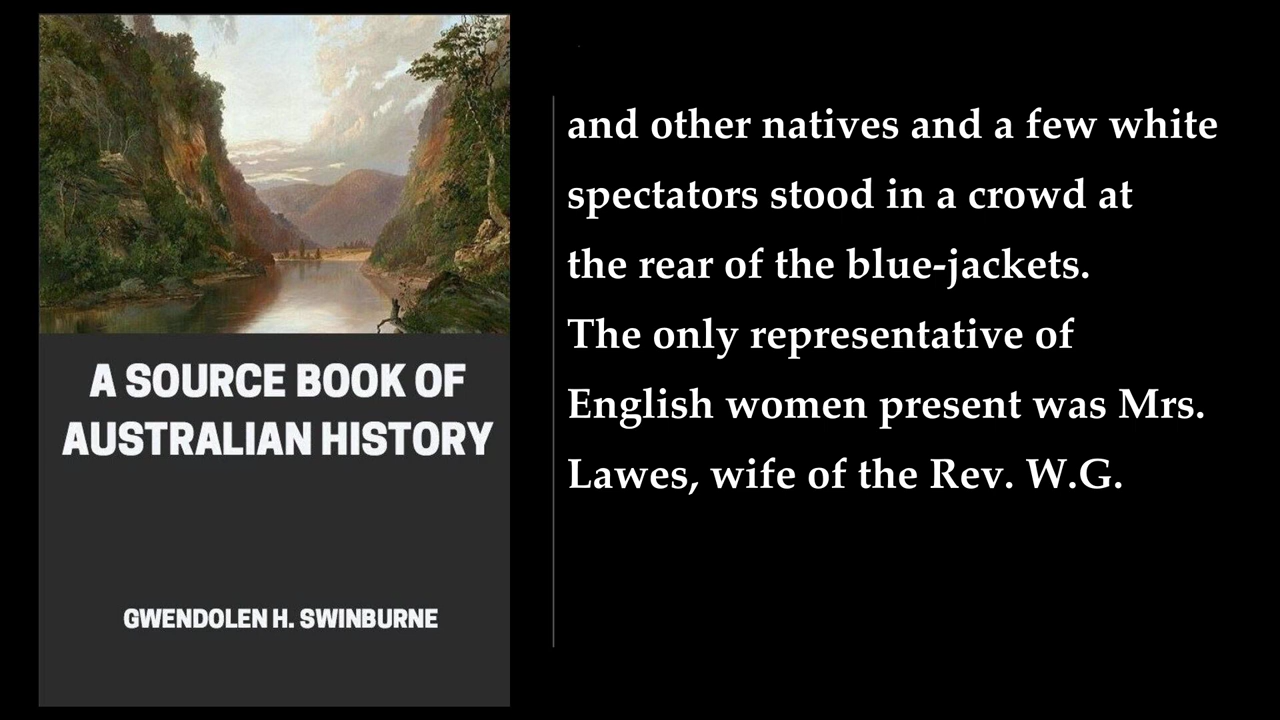 A SOURCE BOOK OF
AUSTRALIAN HISTORY
GWENDOLEN H. SWINBURNE
and other natives and a few white
spectators stood in a crowd at
the rear of the blue-jackets.
The only representative of
English women present was Mrs.
Lawes, wife of the Rev. W.G.